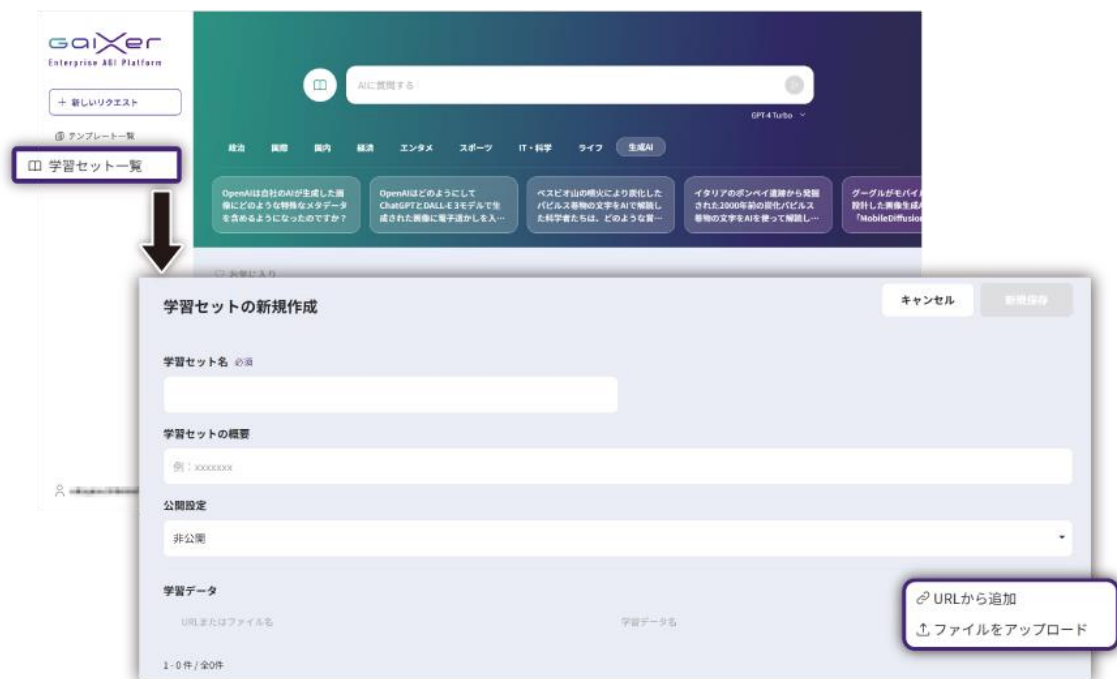 GaiXer
Enterprise AGI Platform
+ 新しいリクエスト
テンプレート一覧
学習セット一覧
AIに質問する
GPT-4 Turbo
政治 国際 国内 経済 エンタメ スポーツ IT・科学 ライフ 生成AI
OpenAIは自社のAIが生成した画
像にどのような特殊なメタデータ
を含めるようになったのですか？
OpenAIはどのようにして
ChatGPTとDALL-E 3モデルで生
成された画像に電子透かしを入…
ベスビオ山の噴火により炭化した
パピルス巻物の文字をAIで解読し
た科学者たちは、どのような賞…
イタリアのポンペイ遺跡から発掘
された2000年前の炭化パピルス
巻物の文字をAIを使って解読し…
グーグルがモバイル
設計した画像生成A
「MobileDiffusion
お気に入り
学習セットの新規作成
キャンセル
新規保存
学習セット名 必須
学習セットの概要
例：xxxxxxx
公開設定
非公開
学習データ
URLまたはファイル名
学習データ名
URLから追加
ファイルをアップロード
1 - 0 件 / 全0件